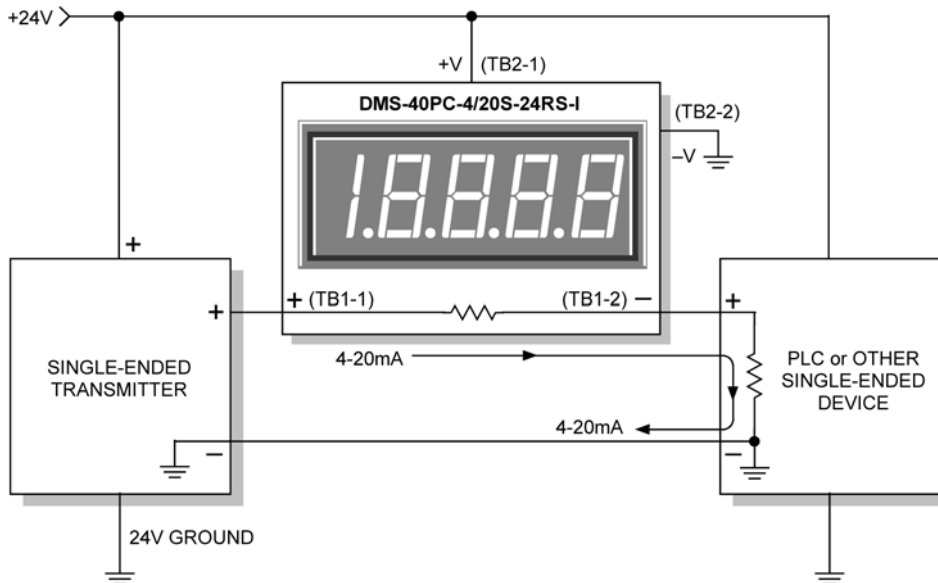 +24V
+V (TB2-1)
DMS-40PC-4/20S-24RS-I
(TB2-2)
–V
1.8.8.8.8
+
+
+ (TB1-1)
(TB1-2) –
+
SINGLE-ENDED
TRANSMITTER
4-20mA
PLC or OTHER
SINGLE-ENDED
DEVICE
4-20mA
–
–
24V GROUND